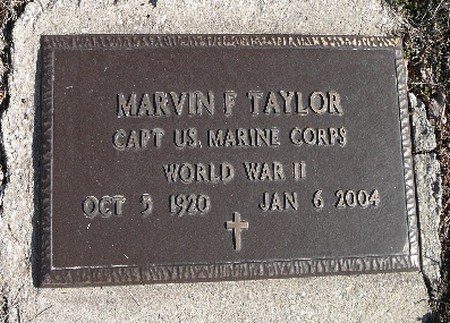 MARVIN F TAYLOR
CAPT US MARINE CORPS
WORLD WAR II
OCT 5 1920 JAN 6 2004